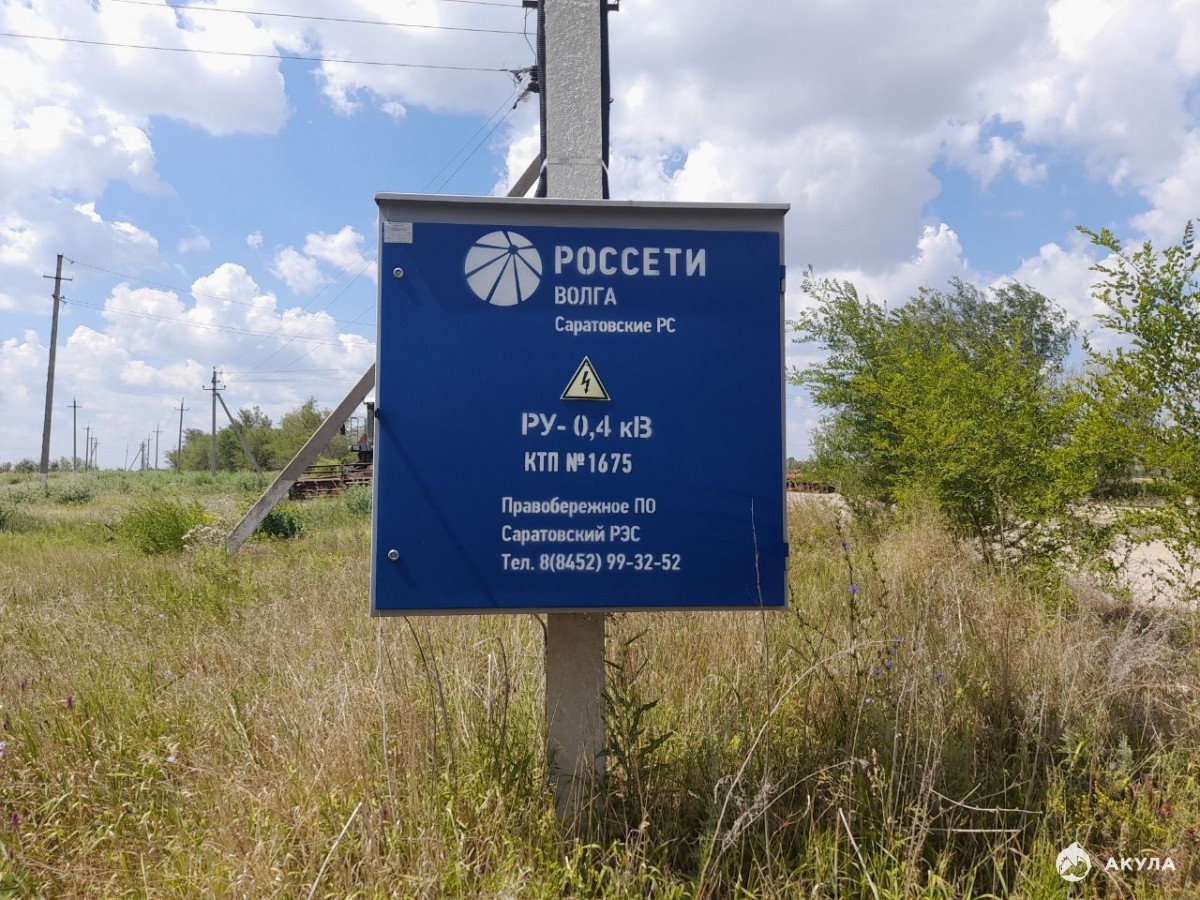 РОССЕТИ
ВОЛГА
Саратовские РС
РУ- 0,4 кВ
КТП №1675
Правобережное ПО
Саратовский РЭС
Тел. 8(8452) 99-32-52
АКУЛА